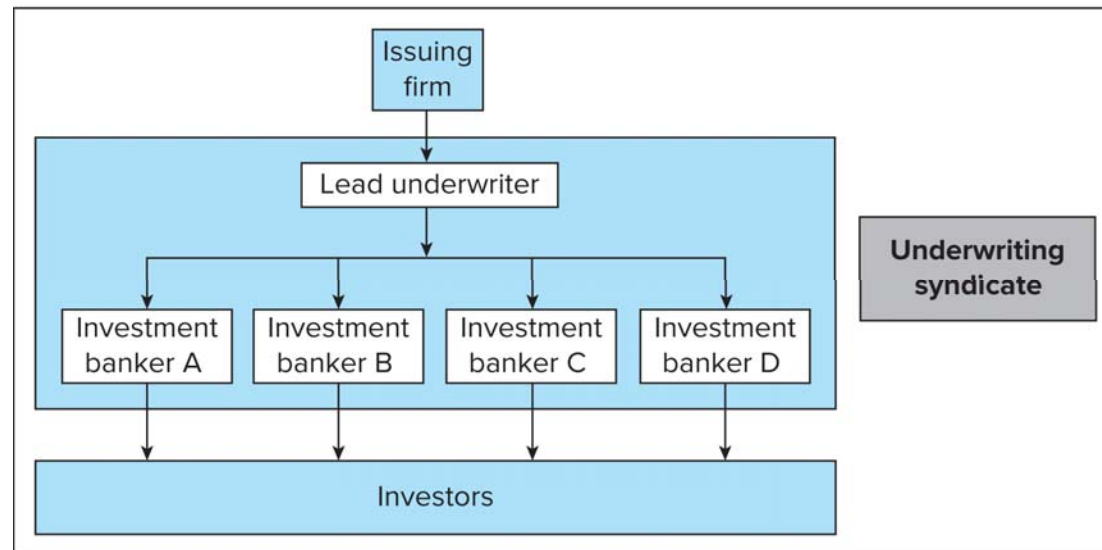 Issuing
firm
Lead underwriter
Underwriting
syndicate
Investment
banker A
Investment
banker B
Investment
banker C
Investment
banker D
Investors